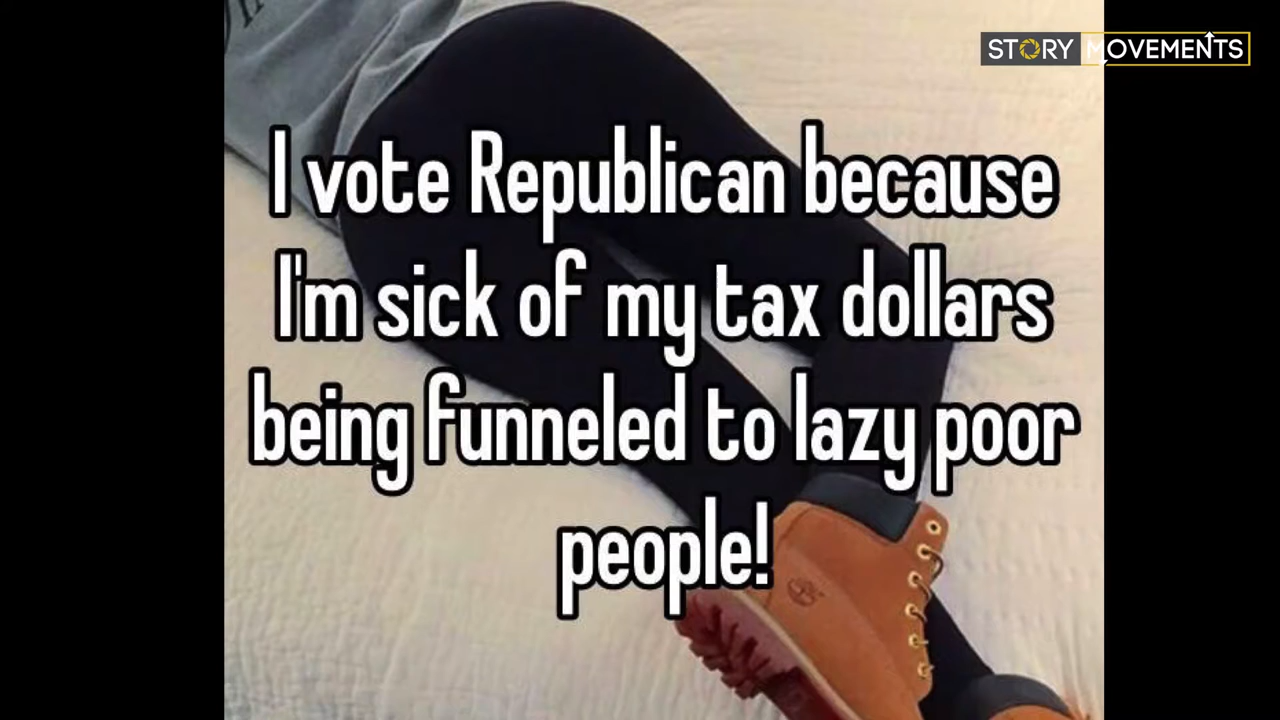 STORY MOVEMENTS
I vote Republican because
I'm sick of my tax dollars
being funneled to lazy poor
people!